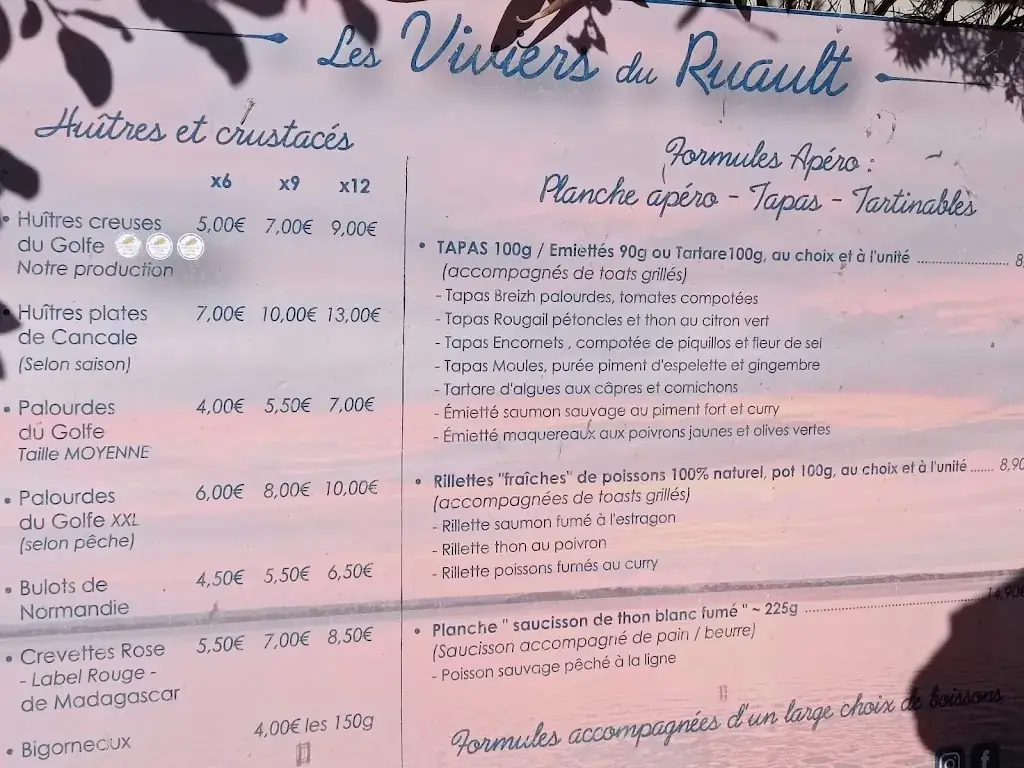 Les Viviers du Ruault
Huîtres et crustacés
x6 x9 x12
• Huîtres creuses 5,00€ 7,00€ 9,00€
du Golfe
Notre production
• Huîtres plates 7,00€ 10,00€ 13,00€
de Cancale
(Selon saison)
• Palourdes 4,00€ 5,50€ 7,00€
du Golfe
Taille MOYENNE
• Palourdes 6,00€ 8,00€ 10,00€
du Golfe XXL
(selon pêche)
• Bulots de 4,50€ 5,50€ 6,50€
Normandie
• Crevettes Rose 5,50€ 7,00€ 8,50€
- Label Rouge -
de Madagascar
• Bigorneaux 4,00€ les 150g
Formules Apéro :
Planche apéro - Tapas - Tartinables
• TAPAS 100g / Emiettés 90g ou Tartare100g, au choix et à l'unité .................. 8,
(accompagnés de toats grillés)
- Tapas Breizh palourdes, tomates compotées
- Tapas Rougail pétoncles et thon au citron vert
- Tapas Encornets , compotée de piquillos et fleur de sel
- Tapas Moules, purée piment d'espelette et gingembre
- Tartare d'algues aux câpres et cornichons
- Émietté saumon sauvage au piment fort et curry
- Émietté maquereaux aux poivrons jaunes et olives vertes
• Rillettes "fraîches" de poissons 100% naturel, pot 100g, au choix et à l'unité ...... 8,90
(accompagnées de toasts grillés)
- Rillette saumon fumé à l'estragon
- Rillette thon au poivron
- Rillette poissons fumés au curry
• Planche " saucisson de thon blanc fumé " ~ 225g .................................... 14,90€
(Saucisson accompagné de pain / beurre)
- Poisson sauvage pêché à la ligne
Formules accompagnées d'un large choix de boissons